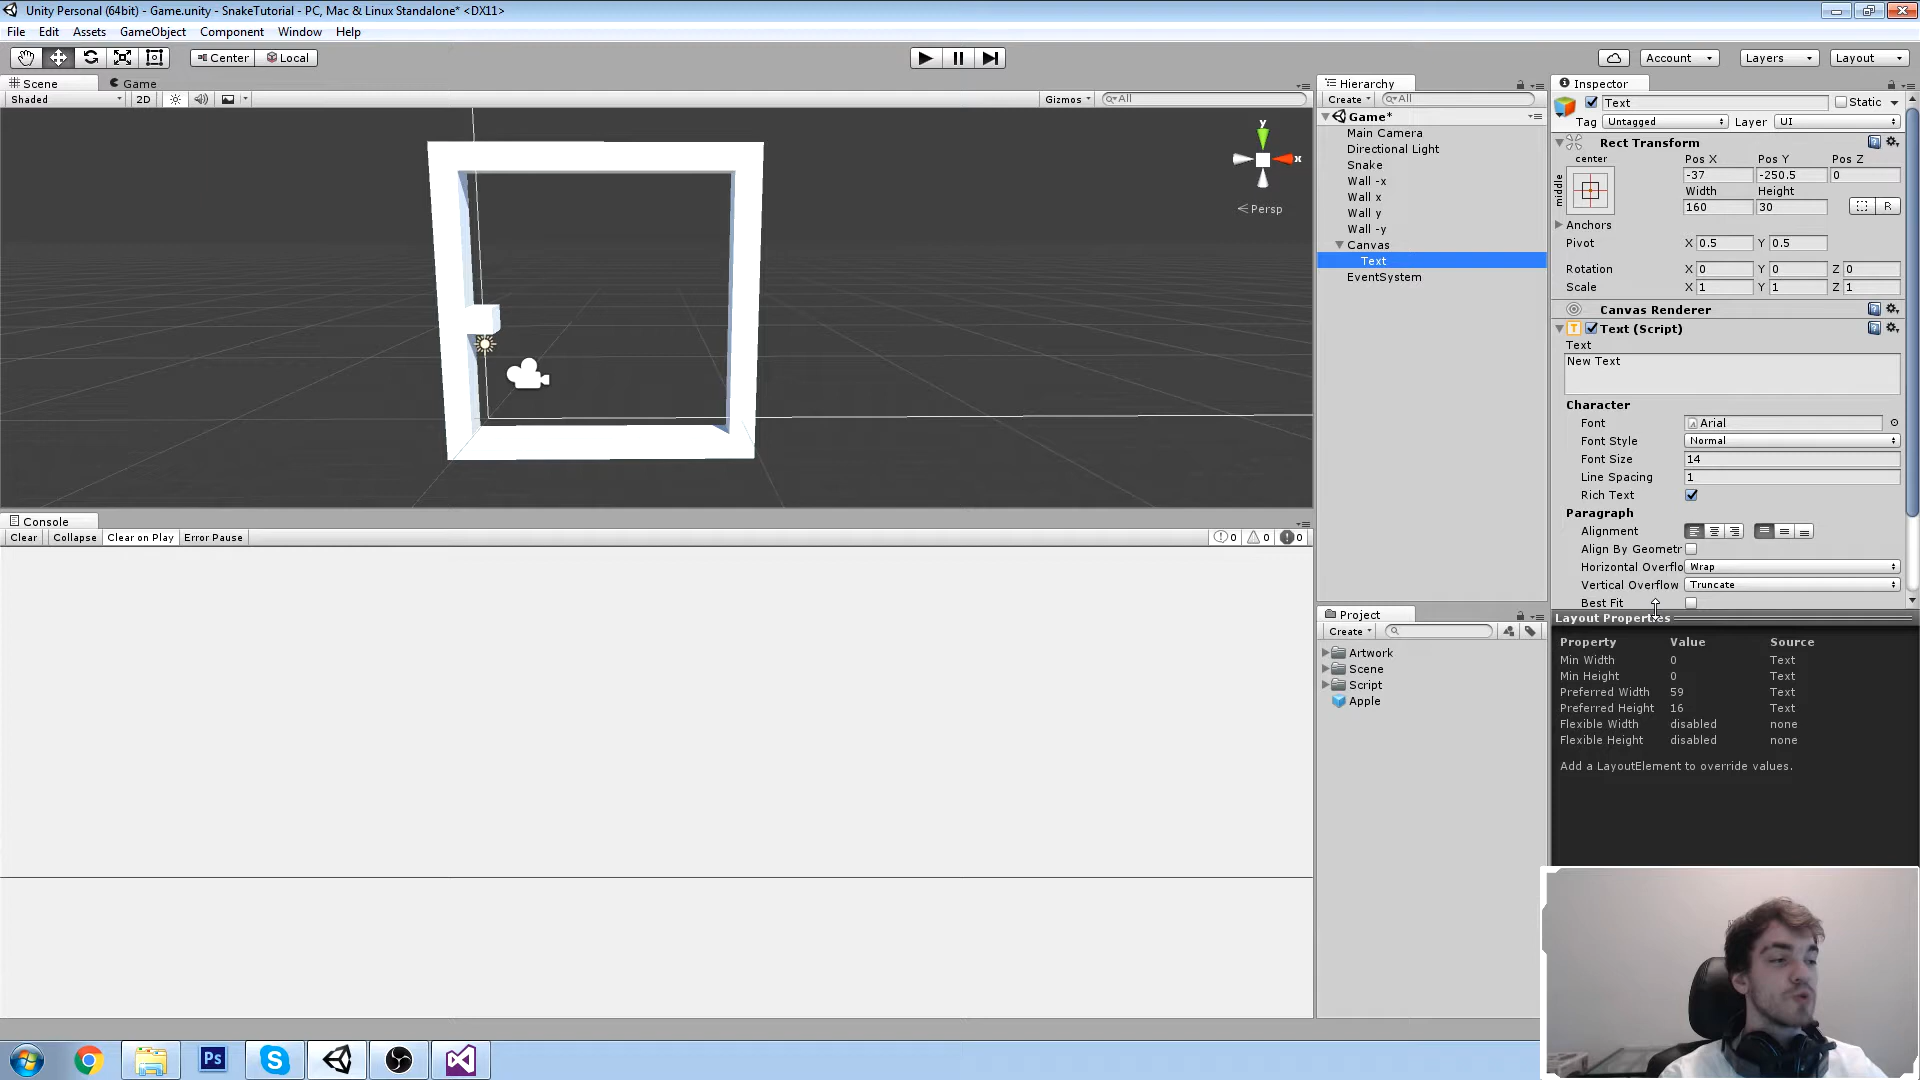 Unity Personal (64bit) - Game.unity - SnakeTutorial - PC, Mac & Linux Standalone* <DX11>
File Edit Assets GameObject Component Window Help
Center Local Account Layers Layout
Scene Game
Shaded 2D Gizmos All
y
x
Persp
Console
Clear Collapse Clear on Play Error Pause 0 0 0
Hierarchy
Create All
Game*
Main Camera
Directional Light
Snake
Wall -x
Wall x
Wall y
Wall -y
Canvas
Text
EventSystem
Project
Create
Artwork
Scene
Script
Apple
Inspector
Text Static
Tag Untagged Layer UI
Rect Transform
center
middle
Pos X Pos Y Pos Z
-37 -250.5 0
Width Height
160 30 R
Anchors
Pivot X 0.5 Y 0.5
Rotation X 0 Y 0 Z 0
Scale X 1 Y 1 Z 1
Canvas Renderer
T Text (Script)
Text
New Text
Character
Font Arial
Font Style Normal
Font Size 14
Line Spacing 1
Rich Text
Paragraph
Alignment
Align By Geometr
Horizontal Overflo Wrap
Vertical Overflow Truncate
Best Fit
Layout Properties
Property Value Source
Min Width 0 Text
Min Height 0 Text
Preferred Width 59 Text
Preferred Height 16 Text
Flexible Width disabled none
Flexible Height disabled none
Add a LayoutElement to override values.
Ps